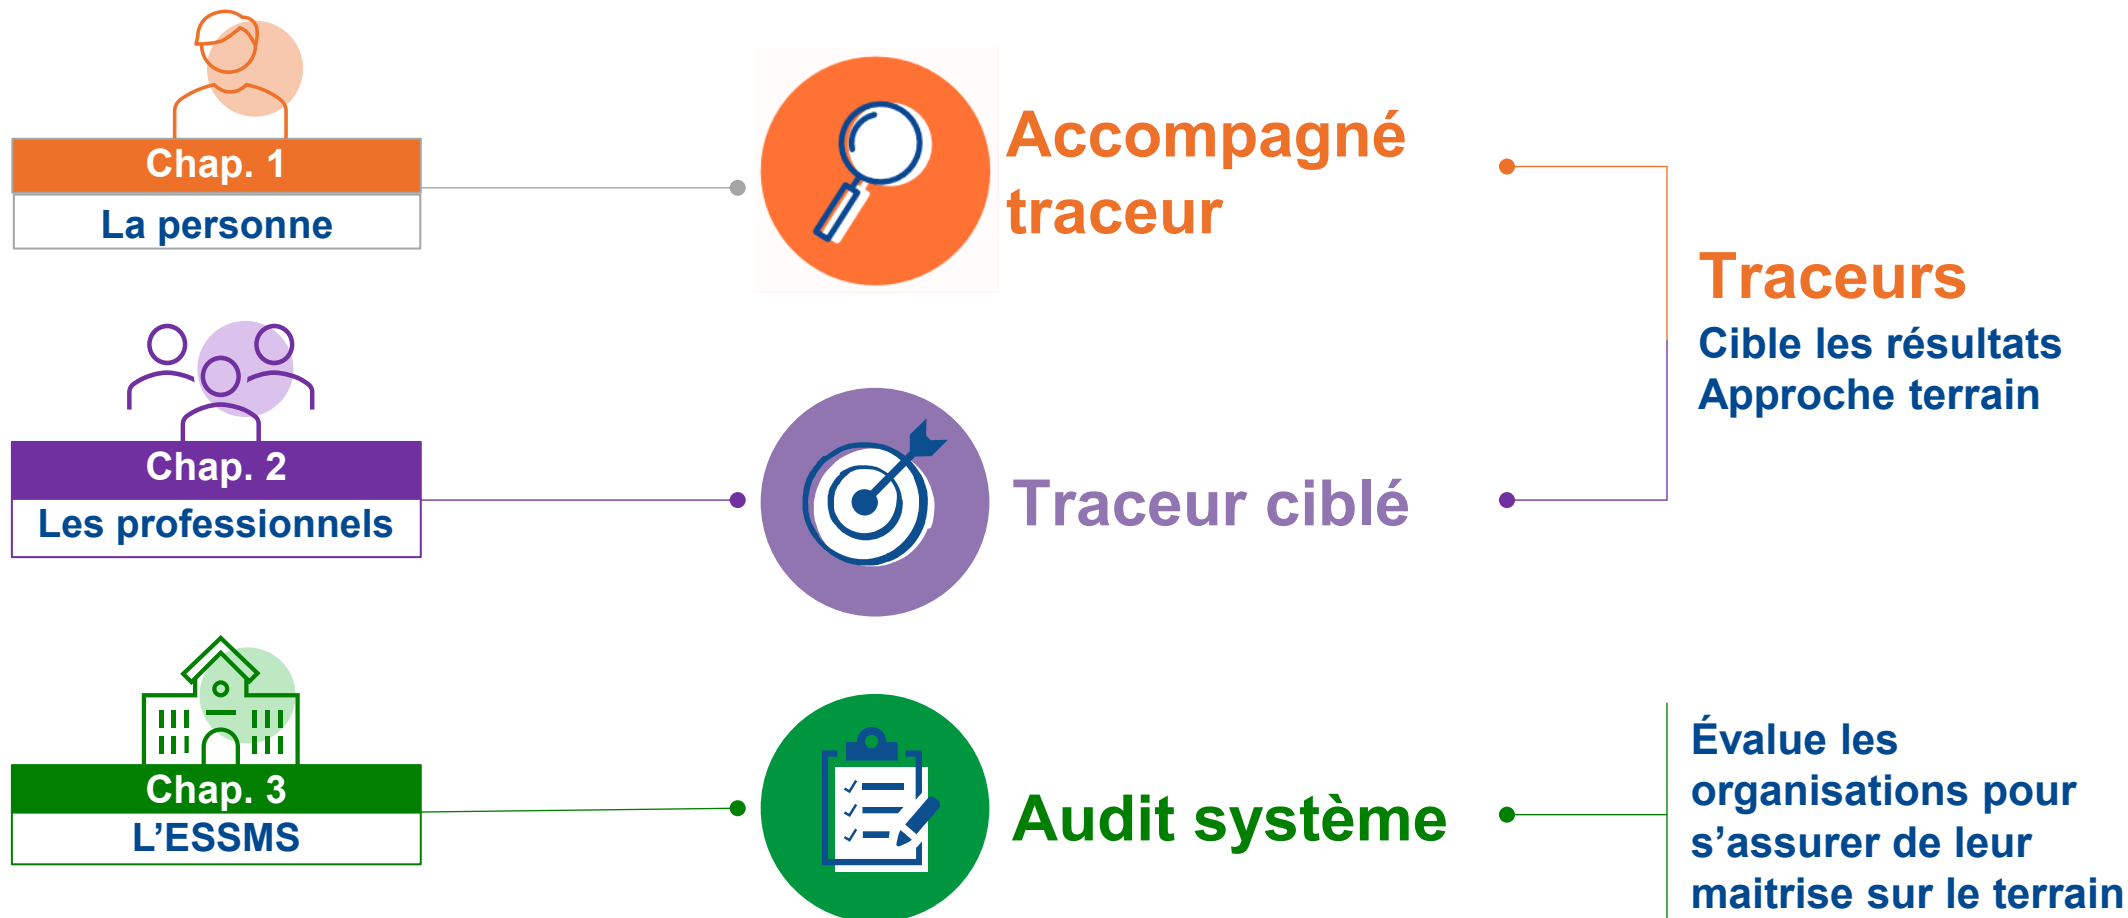 Chap. 1
La personne
Accompagné
traceur
Traceurs
Cible les résultats
Approche terrain
Chap. 2
Les professionnels
Traceur ciblé
Chap. 3
L’ESSMS
Audit système
Évalue les
organisations pour
s’assurer de leur
maitrise sur le terrain